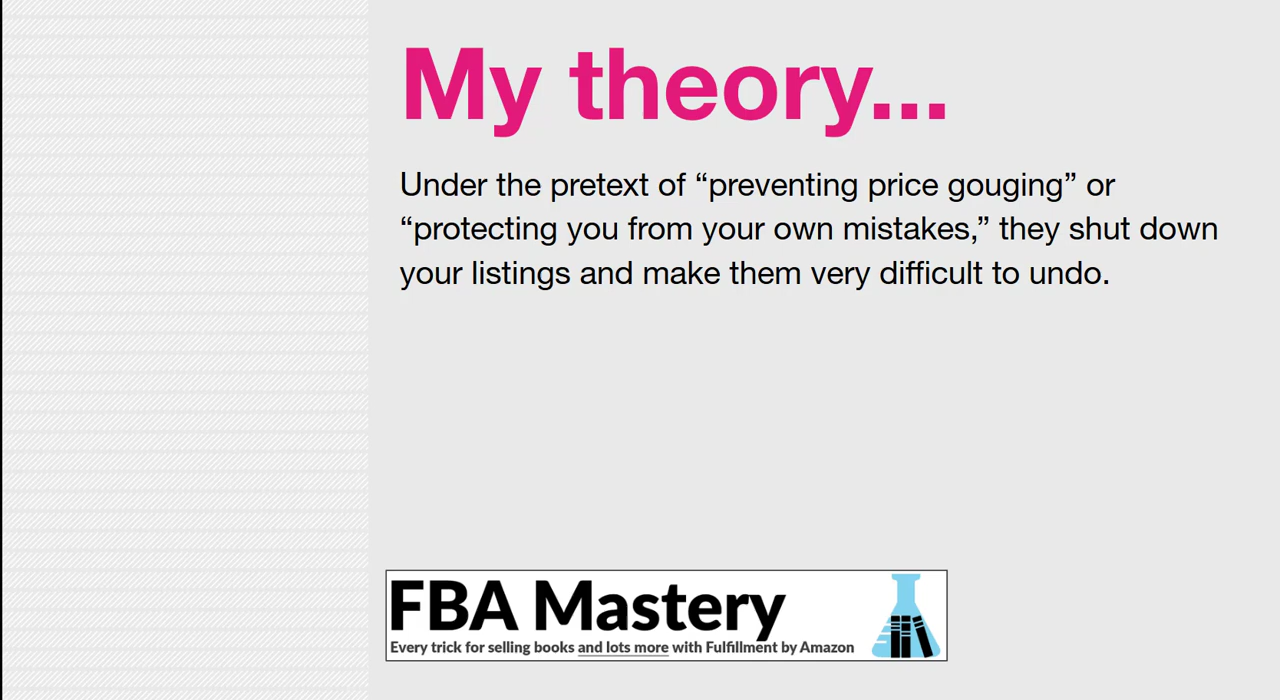 My theory...
Under the pretext of “preventing price gouging” or
“protecting you from your own mistakes,” they shut down
your listings and make them very difficult to undo.
FBA Mastery
Every trick for selling books and lots more with Fulfillment by Amazon